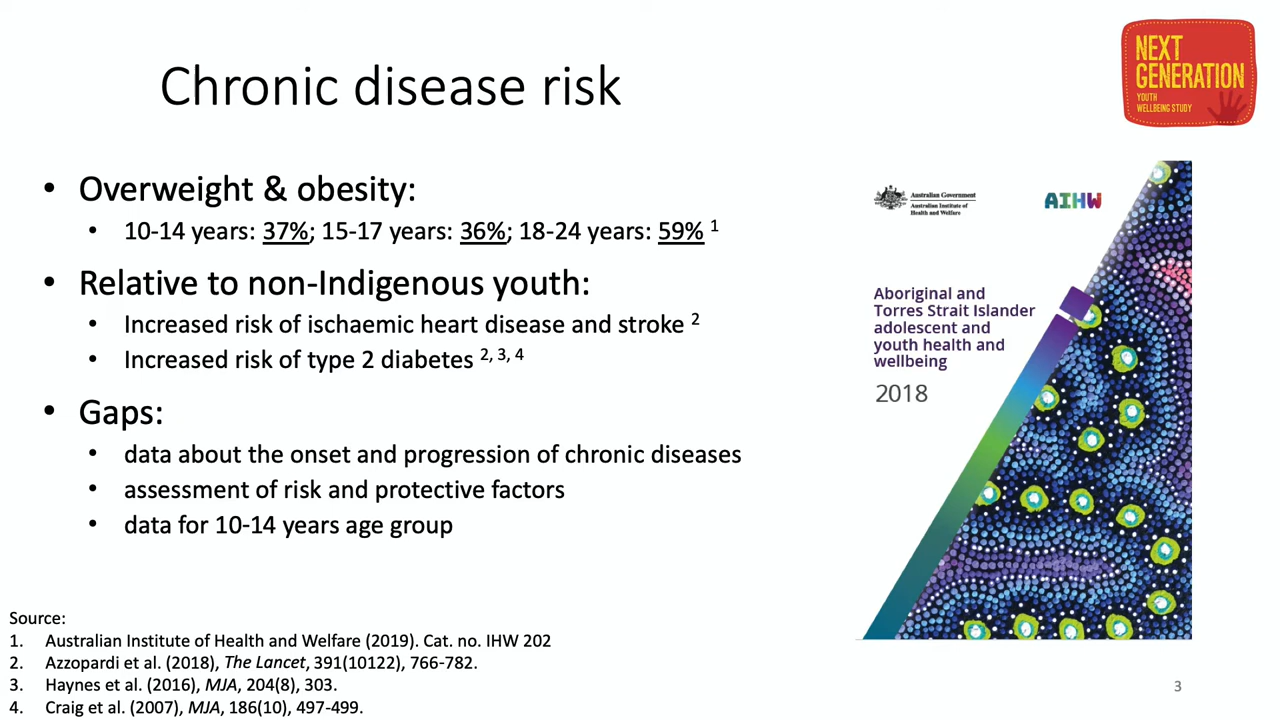 Chronic disease risk
NEXT
GENERATION
YOUTH
WELLBEING STUDY
• Overweight & obesity:
• 10-14 years: 37%; 15-17 years: 36%; 18-24 years: 59% 1
• Relative to non-Indigenous youth:
• Increased risk of ischaemic heart disease and stroke 2
• Increased risk of type 2 diabetes 2, 3, 4
• Gaps:
• data about the onset and progression of chronic diseases
• assessment of risk and protective factors
• data for 10-14 years age group
Australian Government
Australian Institute of
Health and Welfare
AIHW
Aboriginal and
Torres Strait Islander
adolescent and
youth health and
wellbeing
2018
Source:
1. Australian Institute of Health and Welfare (2019). Cat. no. IHW 202
2. Azzopardi et al. (2018), The Lancet, 391(10122), 766-782.
3. Haynes et al. (2016), MJA, 204(8), 303.
4. Craig et al. (2007), MJA, 186(10), 497-499.
3